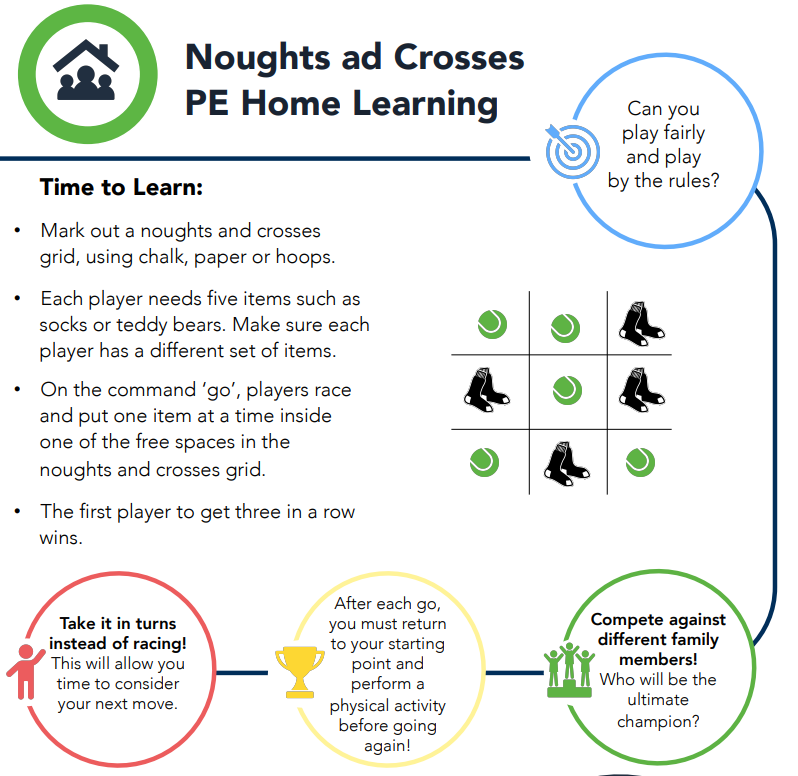 Noughts ad Crosses
PE Home Learning
Can you
play fairly
and play
by the rules?
Time to Learn:
• Mark out a noughts and crosses
grid, using chalk, paper or hoops.
• Each player needs five items such as
socks or teddy bears. Make sure each
player has a different set of items.
• On the command ‘go’, players race
and put one item at a time inside
one of the free spaces in the
noughts and crosses grid.
• The first player to get three in a row
wins.
Take it in turns
instead of racing!
This will allow you
time to consider
your next move.
After each go,
you must return
to your starting
point and
perform a
physical activity
before going
again!
Compete against
different family
members!
Who will be the
ultimate
champion?